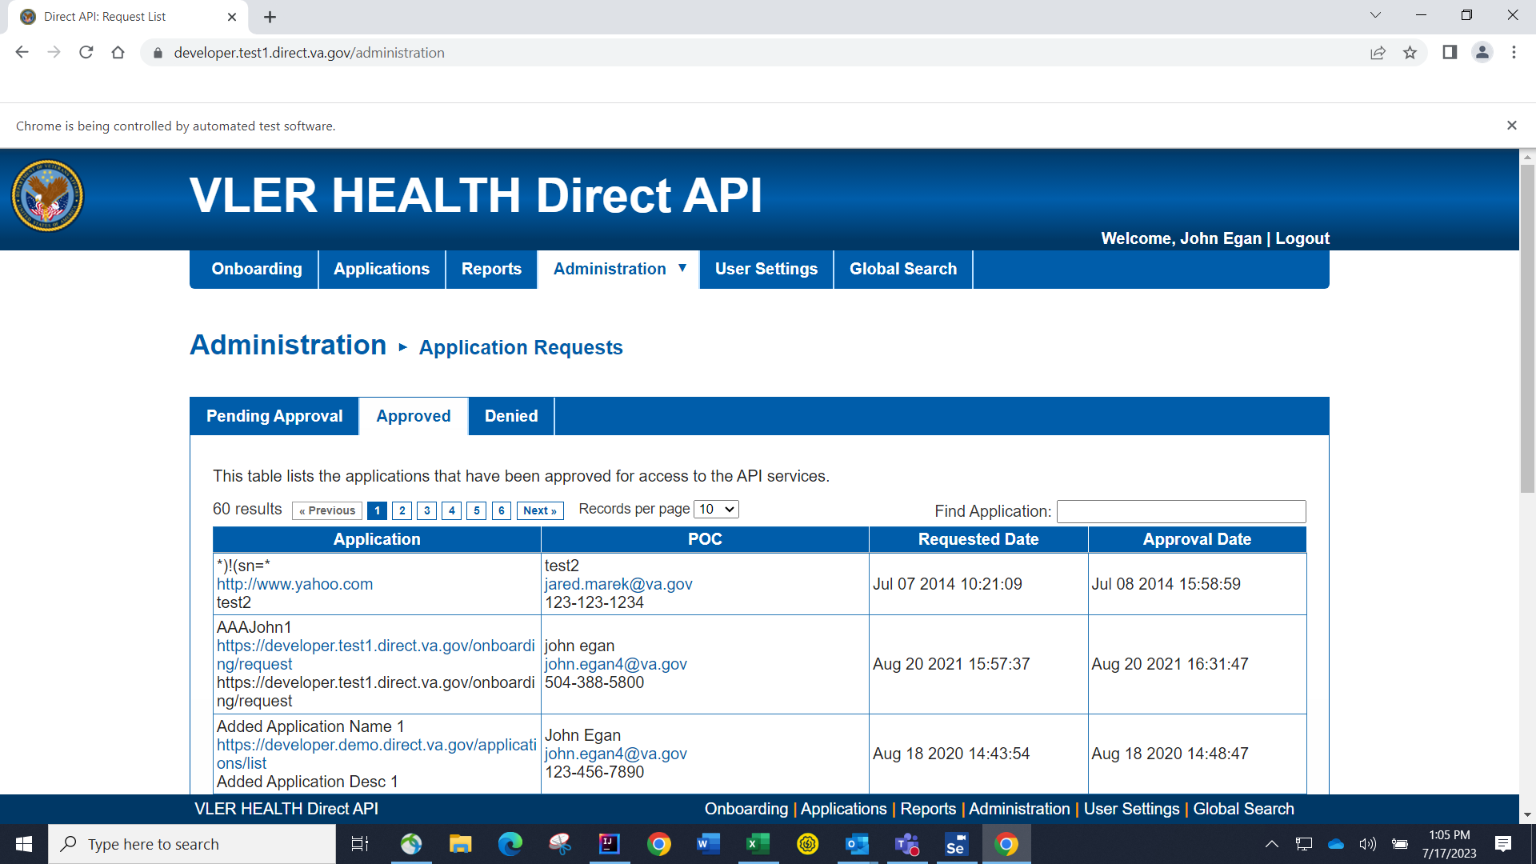 Direct API: Request List
developer.test1.direct.va.gov/administration
Chrome is being controlled by automated test software.
VLER HEALTH Direct API
Welcome, John Egan | Logout
Onboarding Applications Reports Administration ▼ User Settings Global Search
Administration ► Application Requests
Pending Approval Approved Denied
This table lists the applications that have been approved for access to the API services.
60 results « Previous 1 2 3 4 5 6 Next » Records per page 10 Find Application:
Application POC Requested Date Approval Date
*)!(sn=*
http://www.yahoo.com
test2
test2
jared.marek@va.gov
123-123-1234
Jul 07 2014 10:21:09
Jul 08 2014 15:58:59
AAAJohn1
https://developer.test1.direct.va.gov/onboardi
ng/request
https://developer.test1.direct.va.gov/onboardi
ng/request
john egan
john.egan4@va.gov
504-388-5800
Aug 20 2021 15:57:37
Aug 20 2021 16:31:47
Added Application Name 1
https://developer.demo.direct.va.gov/applicati
ons/list
Added Application Desc 1
John Egan
john.egan4@va.gov
123-456-7890
Aug 18 2020 14:43:54
Aug 18 2020 14:48:47
VLER HEALTH Direct API
Onboarding | Applications | Reports | Administration | User Settings | Global Search
Type here to search
1:05 PM
7/17/2023